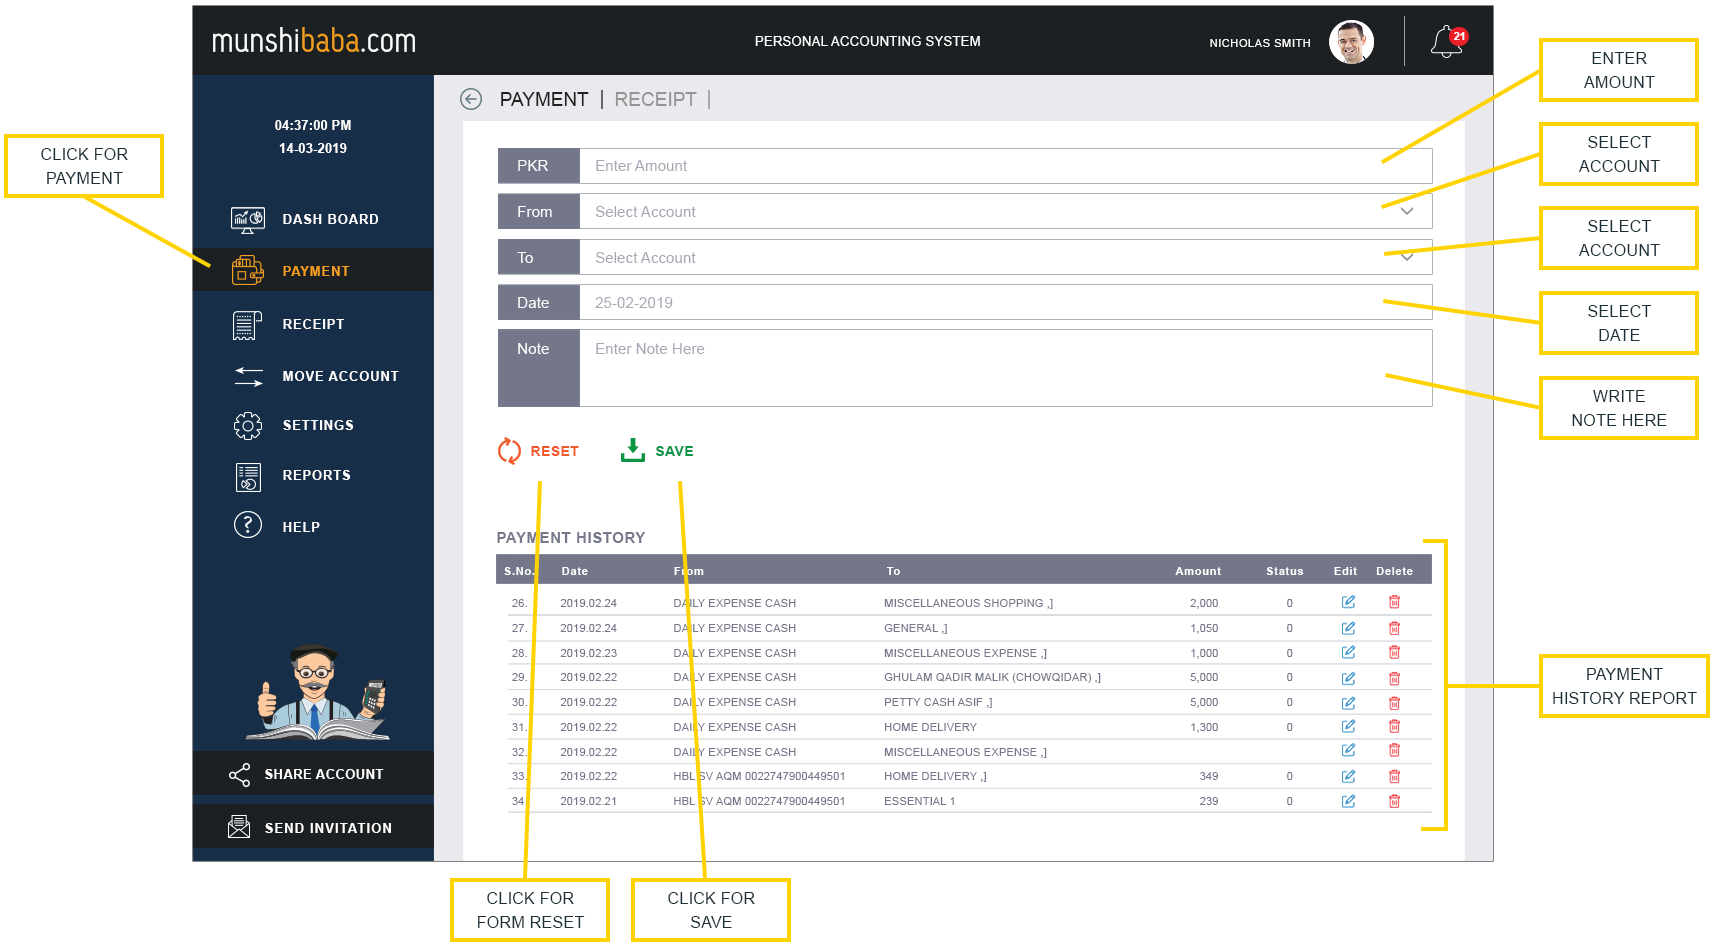 munshibaba.com
PERSONAL ACCOUNTING SYSTEM
NICHOLAS SMITH
21
04:37:00 PM
14-03-2019
CLICK FOR
PAYMENT
DASH BOARD
PAYMENT
RECEIPT
MOVE ACCOUNT
SETTINGS
REPORTS
HELP
SHARE ACCOUNT
SEND INVITATION
PAYMENT | RECEIPT |
PKR Enter Amount
From Select Account
To Select Account
Date 25-02-2019
Note Enter Note Here
RESET SAVE
ENTER
AMOUNT
SELECT
ACCOUNT
SELECT
ACCOUNT
SELECT
DATE
WRITE
NOTE HERE
PAYMENT HISTORY
S.No. Date From To Amount Status Edit Delete
26. 2019.02.24 DAILY EXPENSE CASH MISCELLANEOUS SHOPPING ,] 2,000 0
27. 2019.02.24 DAILY EXPENSE CASH GENERAL ,] 1,050 0
28. 2019.02.23 DAILY EXPENSE CASH MISCELLANEOUS EXPENSE ,] 1,000 0
29. 2019.02.22 DAILY EXPENSE CASH GHULAM QADIR MALIK (CHOWQIDAR) ,] 5,000 0
30. 2019.02.22 DAILY EXPENSE CASH PETTY CASH ASIF ,] 5,000 0
31. 2019.02.22 DAILY EXPENSE CASH HOME DELIVERY 1,300 0
32. 2019.02.22 DAILY EXPENSE CASH MISCELLANEOUS EXPENSE ,]
33. 2019.02.22 HBL SV AQM 0022747900449501 HOME DELIVERY ,] 349 0
34. 2019.02.21 HBL SV AQM 0022747900449501 ESSENTIAL 1 239 0
PAYMENT
HISTORY REPORT
CLICK FOR
FORM RESET
CLICK FOR
SAVE